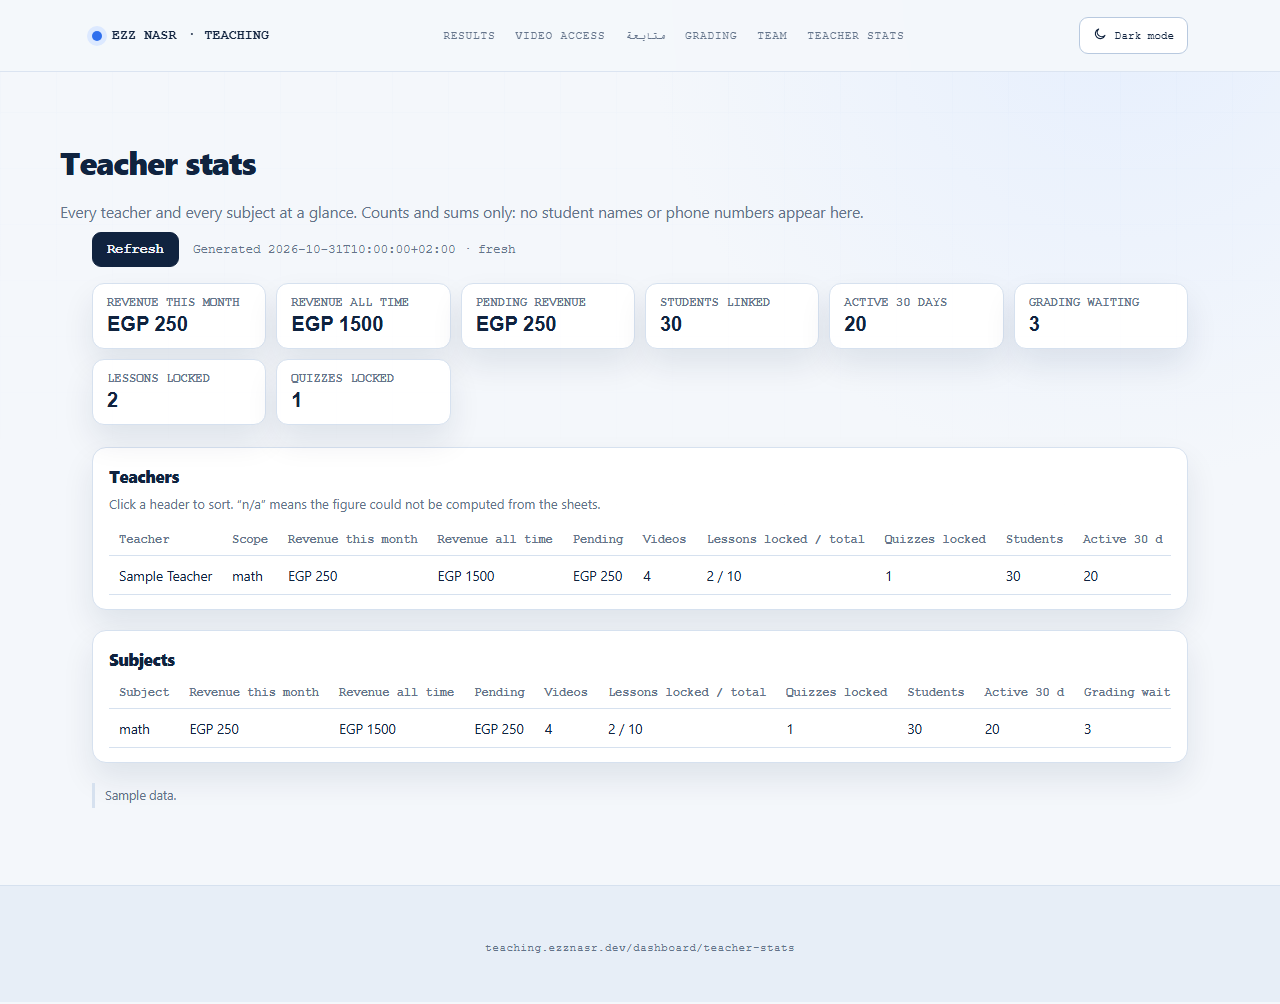 EZZ NASR · TEACHING
RESULTS VIDEO ACCESS متابعة GRADING TEAM TEACHER STATS
Dark mode
Teacher stats
Every teacher and every subject at a glance. Counts and sums only: no student names or phone numbers appear here.
Refresh Generated 2026-10-31T10:00:00+02:00 · fresh
REVENUE THIS MONTH REVENUE ALL TIME PENDING REVENUE STUDENTS LINKED ACTIVE 30 DAYS GRADING WAITING
EGP 250 EGP 1500 EGP 250 30 20 3
LESSONS LOCKED QUIZZES LOCKED
2 1
Teachers
Click a header to sort. “n/a” means the figure could not be computed from the sheets.
Teacher Scope Revenue this month Revenue all time Pending Videos Lessons locked / total Quizzes locked Students Active 30 d
Sample Teacher math EGP 250 EGP 1500 EGP 250 4 2 / 10 1 30 20
Subjects
Subject Revenue this month Revenue all time Pending Videos Lessons locked / total Quizzes locked Students Active 30 d Grading wait
math EGP 250 EGP 1500 EGP 250 4 2 / 10 1 30 20 3
Sample data.
teaching.ezznasr.dev/dashboard/teacher-stats